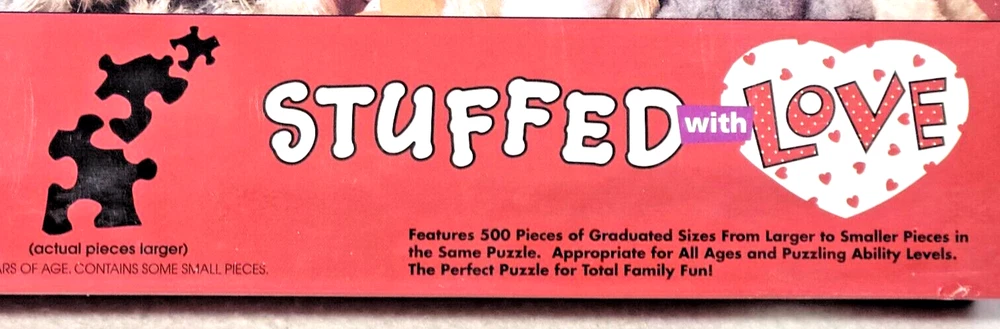 STUFFED with LOVE
(actual pieces larger)
RS OF AGE. CONTAINS SOME SMALL PIECES.
Features 500 Pieces of Graduated Sizes From Larger to Smaller Pieces in
the Same Puzzle. Appropriate for All Ages and Puzzling Ability Levels.
The Perfect Puzzle for Total Family Fun!